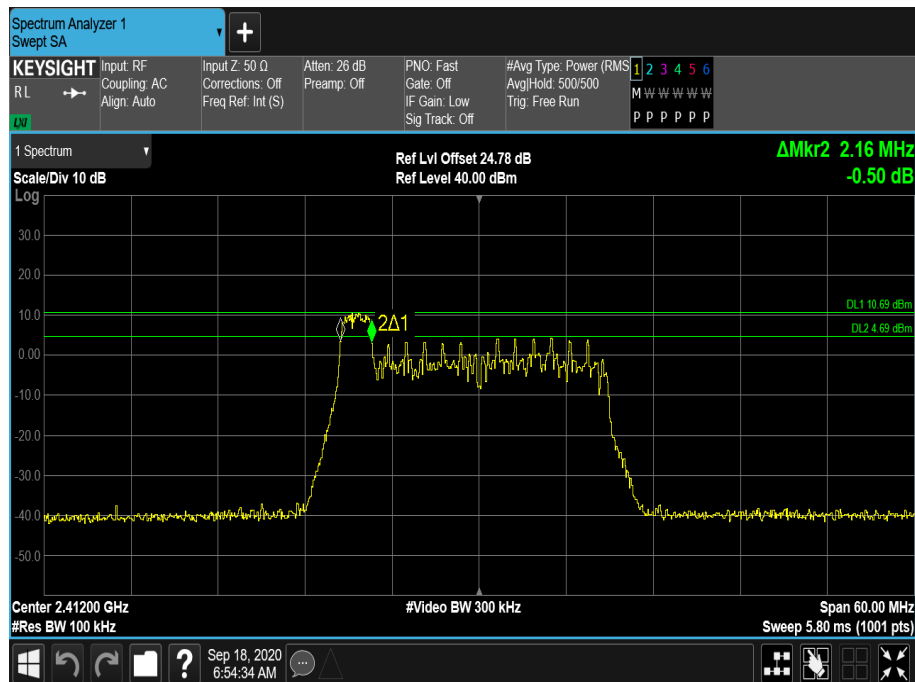 Spectrum Analyzer 1
Swept SA
KEYSIGHT
RL
LXI
Input: RF
Coupling: AC
Align: Auto
Input Z: 50 Ω
Corrections: Off
Freq Ref: Int (S)
Atten: 26 dB
Preamp: Off
PNO: Fast
Gate: Off
IF Gain: Low
Sig Track: Off
#Avg Type: Power (RMS
Avg|Hold: 500/500
Trig: Free Run
1 2 3 4 5 6
M W W W W W
P P P P P P
1 Spectrum
Scale/Div 10 dB
Log
Ref Lvl Offset 24.78 dB
Ref Level 40.00 dBm
ΔMkr2 2.16 MHz
-0.50 dB
30.0
20.0
DL1 10.69 dBm
10.0
2Δ1
DL2 4.69 dBm
0.00
-10.0
-20.0
-30.0
-40.0
-50.0
Center 2.41200 GHz
#Video BW 300 kHz
Span 60.00 MHz
#Res BW 100 kHz
Sweep 5.80 ms (1001 pts)
?
Sep 18, 2020
6:54:34 AM